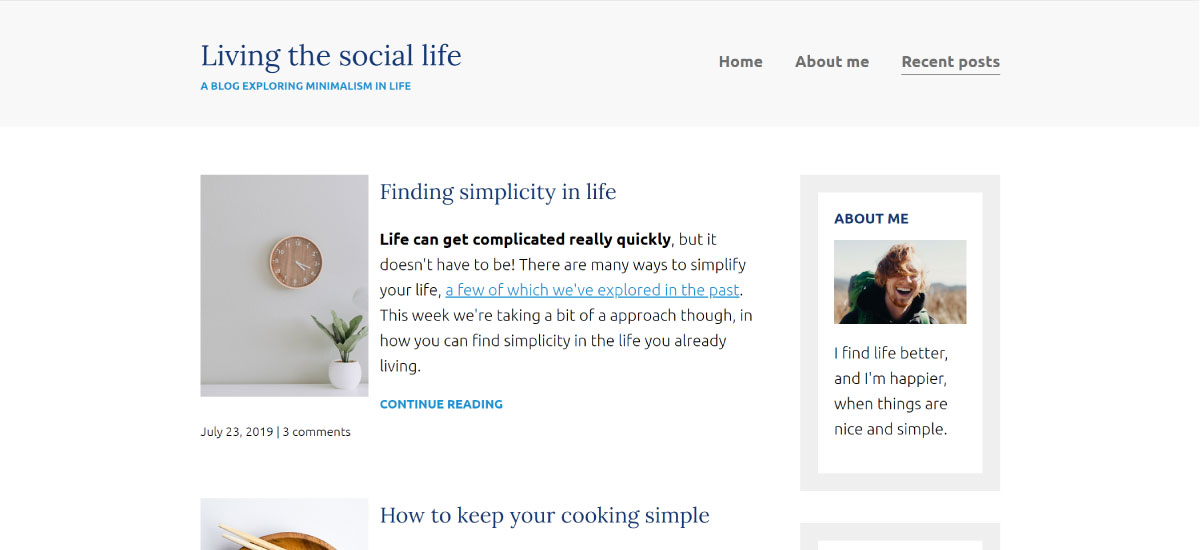 Living the social life
A BLOG EXPLORING MINIMALISM IN LIFE
Home About me Recent posts
Finding simplicity in life
Life can get complicated really quickly, but it
doesn't have to be! There are many ways to simplify
your life, a few of which we've explored in the past.
This week we're taking a bit of a approach though, in
how you can find simplicity in the life you already
living.
CONTINUE READING
July 23, 2019 | 3 comments
How to keep your cooking simple
ABOUT ME
I find life better,
and I'm happier,
when things are
nice and simple.